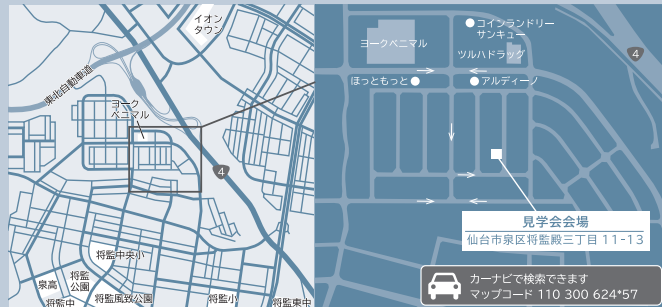 イオン
タウン
東北自動車道
ヨーク
ベニマル
4
将監中央小
泉高
将監
公園
将監中
将監風致公園
将監小
将監東中
コインランドリー
サンキュー
ヨークベニマル
ツルハドラッグ
4
ほっともっと
アルディーノ
見学会会場
仙台市泉区将監殿三丁目 11-13
カーナビで検索できます
マップコード 110 300 624*57